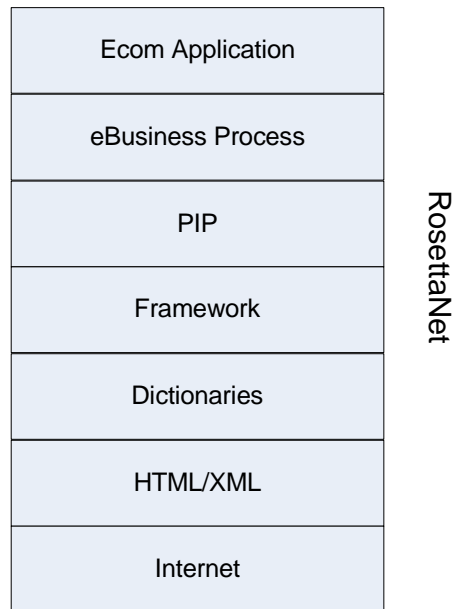 Ecom Application
eBusiness Process
PIP
Framework
Dictionaries
HTML/XML
Internet
RosettaNet